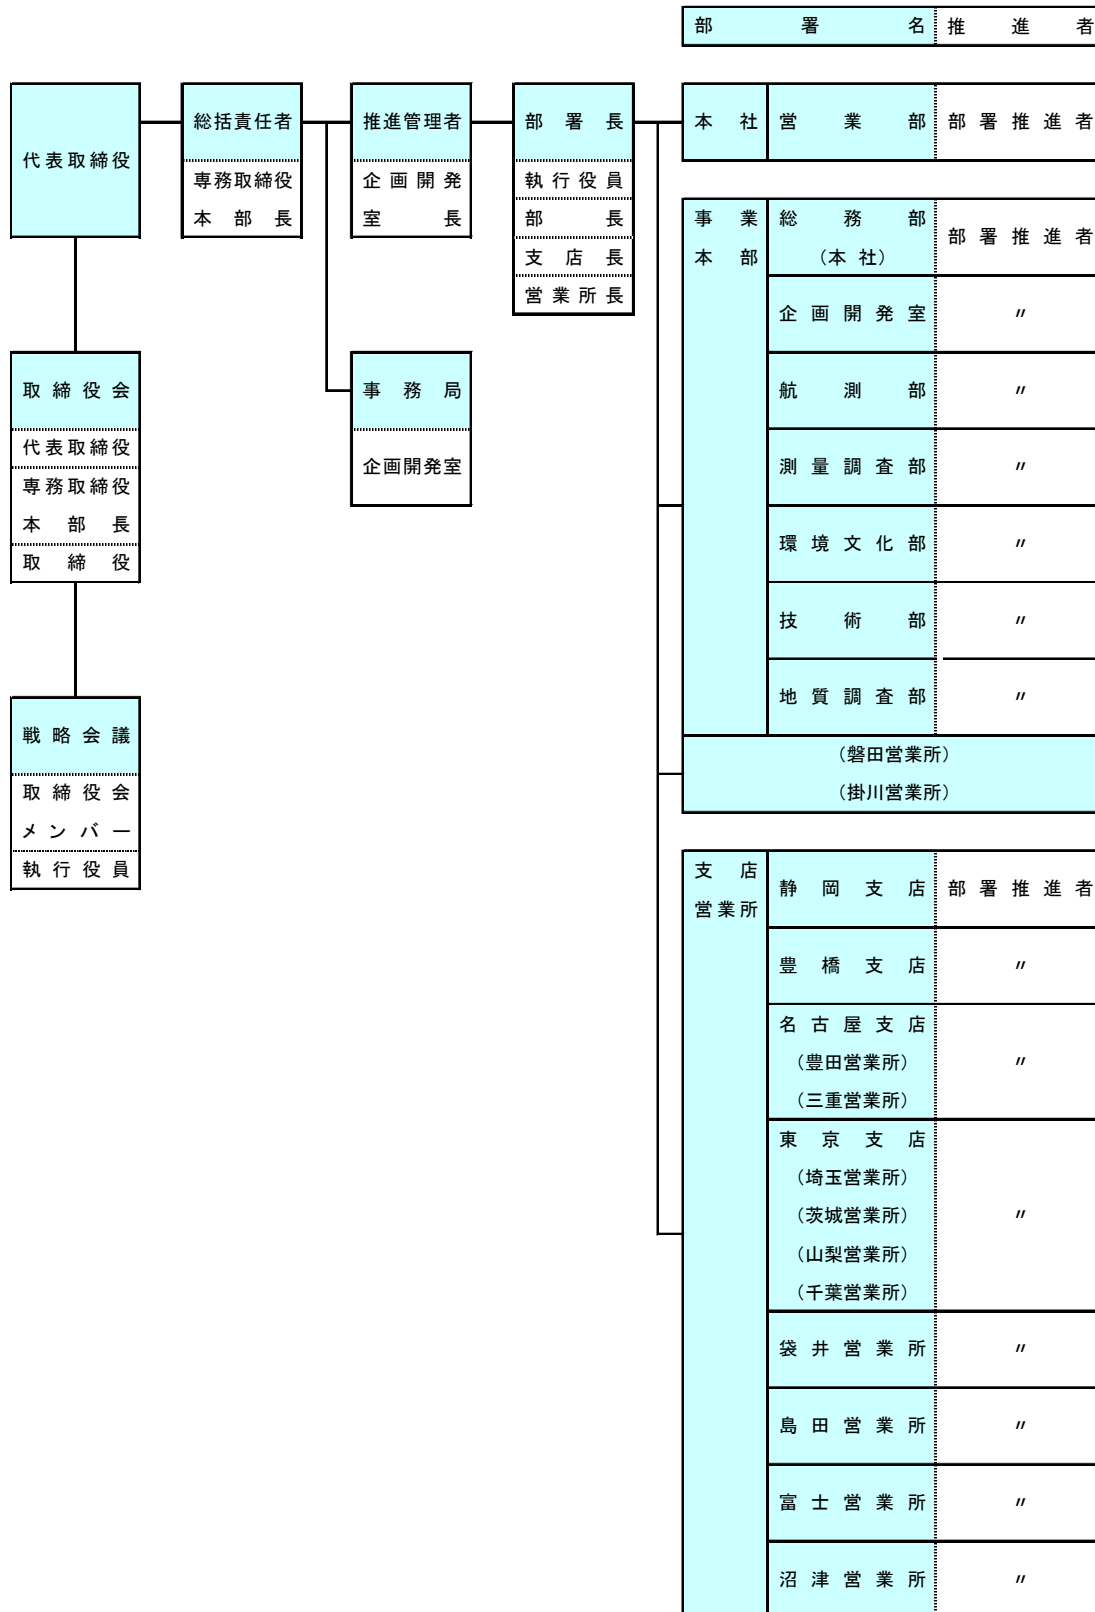 部署名 推進者
代表取締役
総括責任者
専務取締役
本部長
推進管理者
企画開発
室長
部署長
執行役員
部長
支店長
営業所長
取締役会
代表取締役
専務取締役
本部長
取締役
事務局
企画開発室
戦略会議
取締役会
メンバー
執行役員
本社 営業部 部署推進者
事業
本部
総務部
（本社）
部署推進者
企画開発室 〃
航測部 〃
測量調査部 〃
環境文化部 〃
技術部 〃
地質調査部 〃
（磐田営業所）
（掛川営業所）
支店
営業所
静岡支店 部署推進者
豊橋支店 〃
名古屋支店
（豊田営業所） 〃
（三重営業所）
東京支店
（埼玉営業所）
（茨城営業所） 〃
（山梨営業所）
（千葉営業所）
袋井営業所 〃
島田営業所 〃
富士営業所 〃
沼津営業所 〃